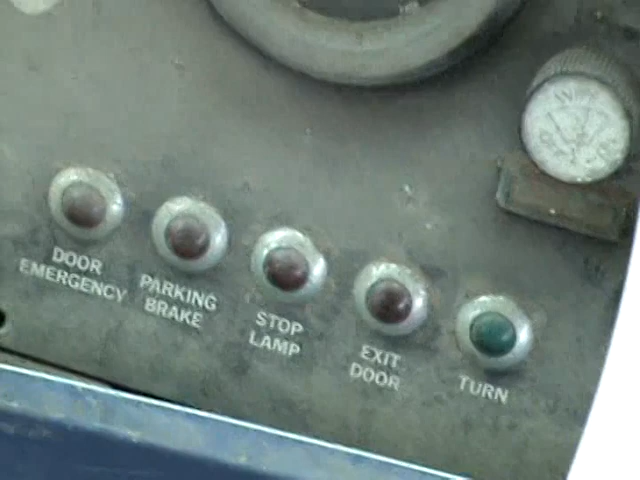 DOOR
EMERGENCY
PARKING
BRAKE
STOP
LAMP
EXIT
DOOR
TURN